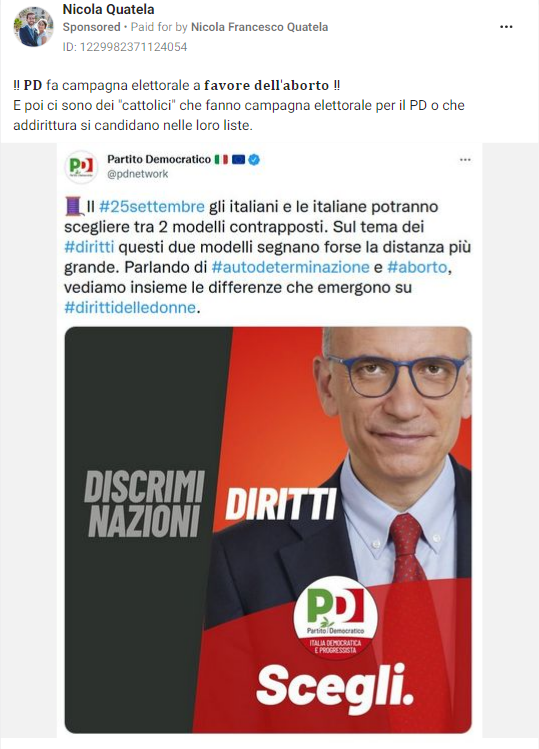 Nicola Quatela
Sponsored • Paid for by Nicola Francesco Quatela
ID: 1229982371124054
‼ PD fa campagna elettorale a favore dell'aborto ‼
E poi ci sono dei "cattolici" che fanno campagna elettorale per il PD o che
addirittura si candidano nelle loro liste.
PD
Partito Democratico
@pdnetwork
Il #25settembre gli italiani e le italiane potranno
scegliere tra 2 modelli contrapposti. Sul tema dei
#diritti questi due modelli segnano forse la distanza più
grande. Parlando di #autodeterminazione e #aborto,
vediamo insieme le differenze che emergono su
#dirittidelledonne.
DISCRIMI
NAZIONI
DIRITTI
PD
Partito Democratico
ITALIA DEMOCRATICA
E PROGRESSISTA
Scegli.